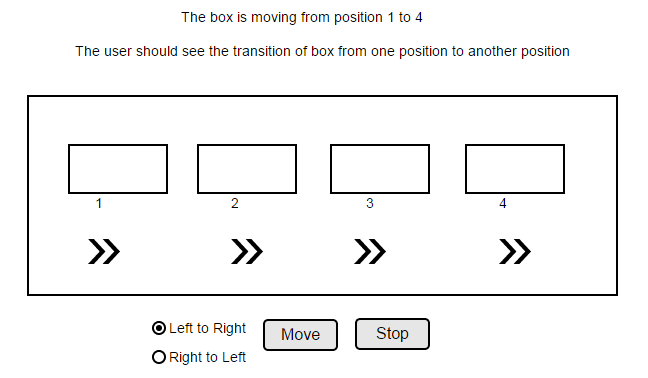 The box is moving from position 1 to 4
The user should see the transition of box from one position to another position
1 2 3 4
Left to Right Move Stop
Right to Left